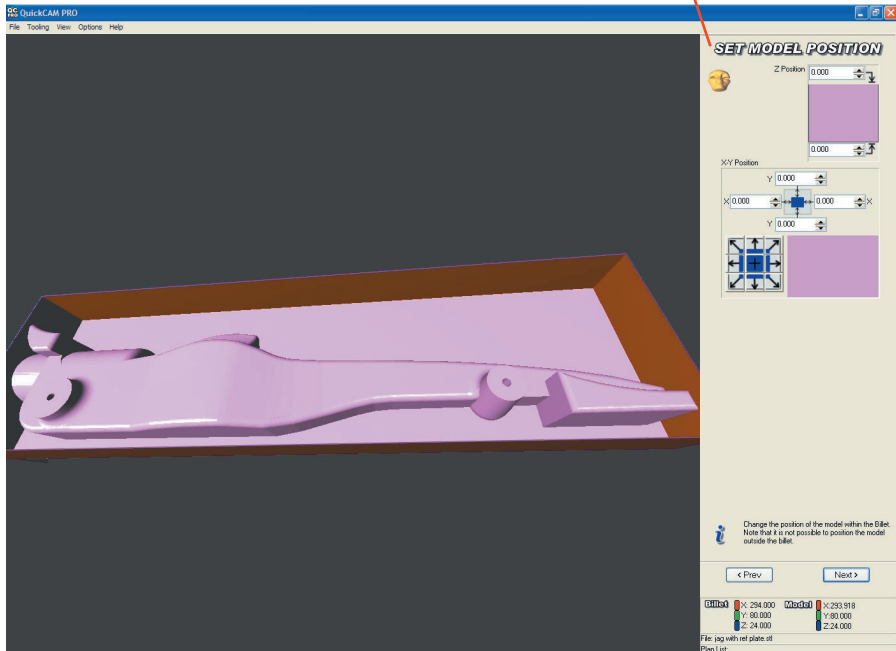 QC PRO QuickCAM PRO
File Tooling View Options Help
SET MODEL POSITION
Z Position 0.000
0.000
X-Y Position
Y 0.000
X 0.000 0.000 X
Y 0.000
Change the position of the model within the Billet.
Note that it is not possible to position the model
outside the billet.
< Prev Next >
Billet X: 294.000 Model X:293.918
Y: 80.000 Y:80.000
Z: 24.000 Z:24.000
File: jag with ref plate.stl
Plan List: